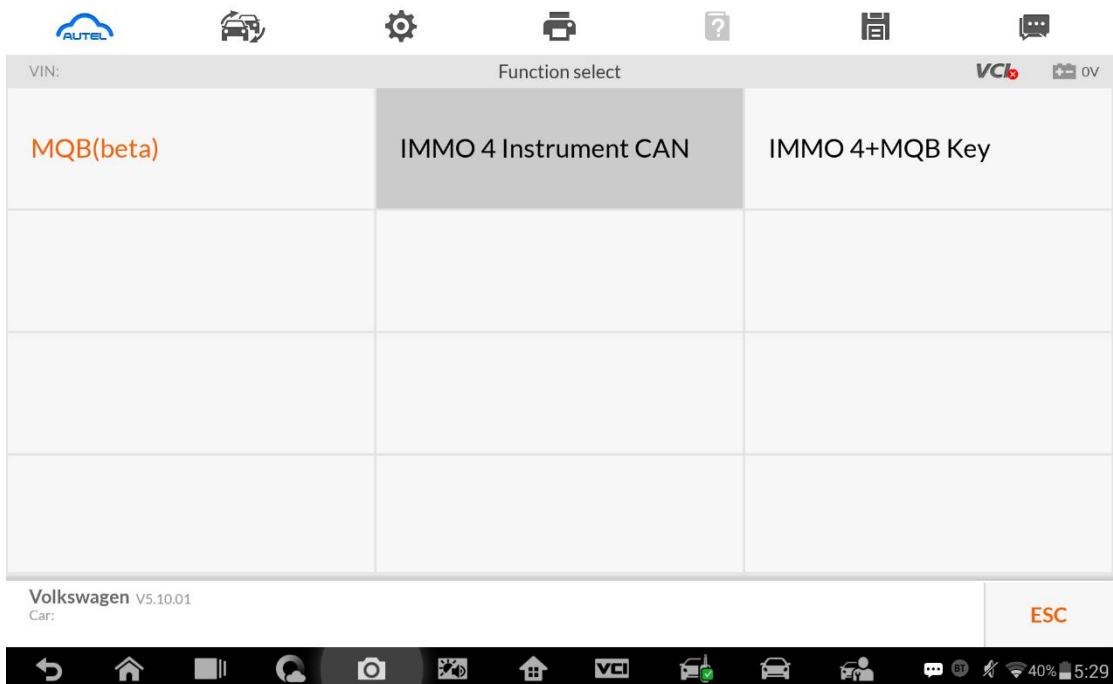 AUTEL
VIN: Function select VCI 0V
MQB(beta) IMMO 4 Instrument CAN IMMO 4+MQB Key
Volkswagen V5.10.01
Car:
ESC
VCI BT 40% 5:29